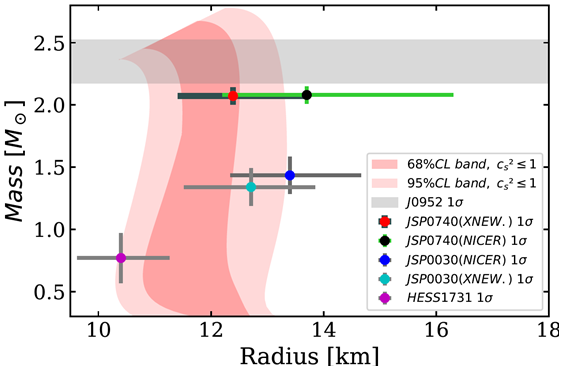 2.5
2.0
1.5
1.0
0.5
Mass [M⊙]
68%CL band, cₛ² ≤ 1
95%CL band, cₛ² ≤ 1
J0952 1σ
JSP0740(XNEW.) 1σ
JSP0740(NICER) 1σ
JSP0030(NICER) 1σ
JSP0030(XNEW.) 1σ
HESS1731 1σ
10 12 14 16 18
Radius [km]